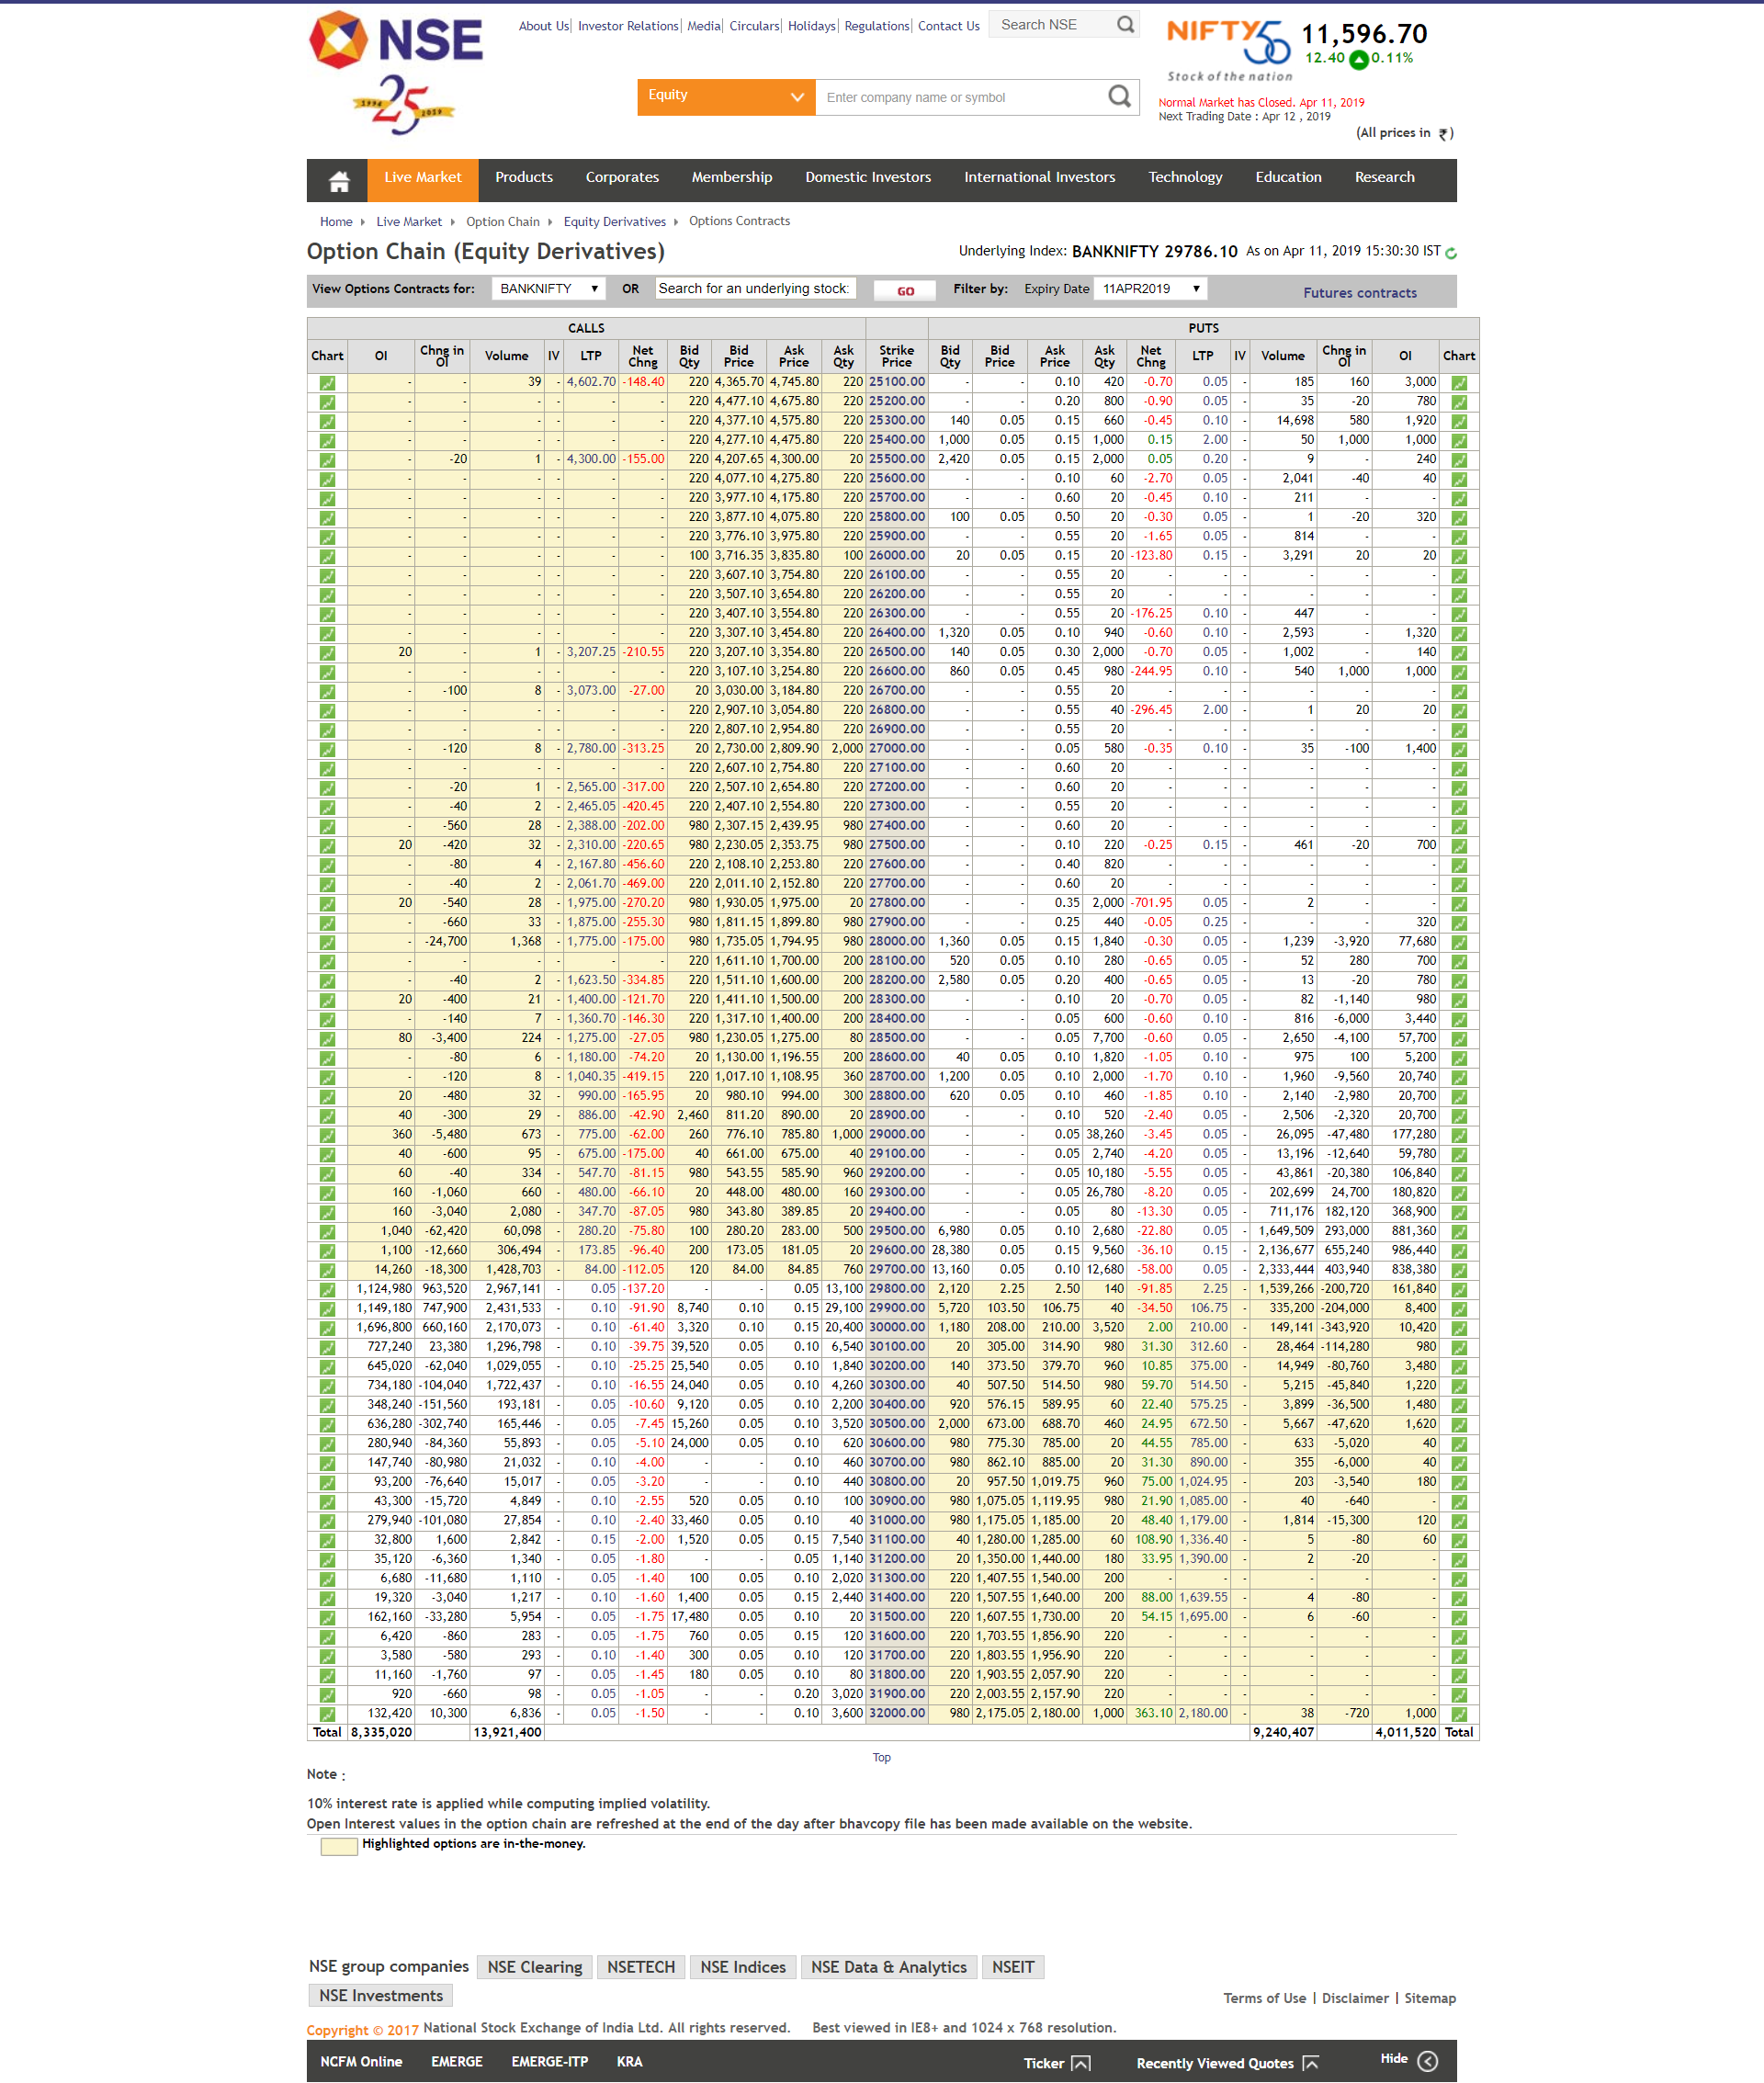 NSE
1994 25 2019
About Us| Investor Relations| Media| Circulars| Holidays| Regulations| Contact Us
Search NSE
Equity
Enter company name or symbol
NIFTY50
Stock of the nation
11,596.70
12.40 0.11%
Normal Market has Closed. Apr 11, 2019
Next Trading Date : Apr 12 , 2019
(All prices in ₹)
Live Market Products Corporates Membership Domestic Investors International Investors Technology Education Research
Home Live Market Option Chain Equity Derivatives Options Contracts
Option Chain (Equity Derivatives)
Underlying Index: BANKNIFTY 29786.10 As on Apr 11, 2019 15:30:30 IST
View Options Contracts for: BANKNIFTY OR Search for an underlying stock: GO Filter by: Expiry Date 11APR2019 Futures contracts
CALLS PUTS
Chart OI Chng in OI Volume IV LTP Net Chng Bid Qty Bid Price Ask Price Ask Qty Strike Price Bid Qty Bid Price Ask Price Ask Qty Net Chng LTP IV Volume Chng in OI OI Chart
- - 39 - 4,602.70 -148.40 220 4,365.70 4,745.80 220 25100.00 - - 0.10 420 -0.70 0.05 - 185 160 3,000
- - - - - - 220 4,477.10 4,675.80 220 25200.00 - - 0.20 800 -0.90 0.05 - 35 -20 780
- - - - - - 220 4,377.10 4,575.80 220 25300.00 140 0.05 0.15 660 -0.45 0.10 - 14,698 580 1,920
- - - - - - 220 4,277.10 4,475.80 220 25400.00 1,000 0.05 0.15 1,000 0.15 2.00 - 50 1,000 1,000
- -20 1 - 4,300.00 -155.00 220 4,207.65 4,300.00 20 25500.00 2,420 0.05 0.15 2,000 0.05 0.20 - 9 - 240
- - - - - - 220 4,077.10 4,275.80 220 25600.00 - - 0.10 60 -2.70 0.05 - 2,041 -40 40
- - - - - - 220 3,977.10 4,175.80 220 25700.00 - - 0.60 20 -0.45 0.10 - 211 - -
- - - - - - 220 3,877.10 4,075.80 220 25800.00 100 0.05 0.50 20 -0.30 0.05 - 1 -20 320
- - - - - - 220 3,776.10 3,975.80 220 25900.00 - - 0.55 20 -1.65 0.05 - 814 - -
- - - - - - 100 3,716.35 3,835.80 100 26000.00 20 0.05 0.15 20 -123.80 0.15 - 3,291 20 20
- - - - - - 220 3,607.10 3,754.80 220 26100.00 - - 0.55 20 - - - - - -
- - - - - - 220 3,507.10 3,654.80 220 26200.00 - - 0.55 20 - - - - - -
- - - - - - 220 3,407.10 3,554.80 220 26300.00 - - 0.55 20 -176.25 0.10 - 447 - -
- - - - - - 220 3,307.10 3,454.80 220 26400.00 1,320 0.05 0.10 940 -0.60 0.10 - 2,593 - 1,320
20 - 1 - 3,207.25 -210.55 220 3,207.10 3,354.80 220 26500.00 140 0.05 0.30 2,000 -0.70 0.05 - 1,002 - 140
- - - - - - 220 3,107.10 3,254.80 220 26600.00 860 0.05 0.45 980 -244.95 0.10 - 540 1,000 1,000
- -100 8 - 3,073.00 -27.00 20 3,030.00 3,184.80 220 26700.00 - - 0.55 20 - - - - - -
- - - - - - 220 2,907.10 3,054.80 220 26800.00 - - 0.55 40 -296.45 2.00 - 1 20 20
- - - - - - 220 2,807.10 2,954.80 220 26900.00 - - 0.55 20 - - - - - -
- -120 8 - 2,780.00 -313.25 20 2,730.00 2,809.90 2,000 27000.00 - - 0.05 580 -0.35 0.10 - 35 -100 1,400
- - - - - - 220 2,607.10 2,754.80 220 27100.00 - - 0.60 20 - - - - - -
- -20 1 - 2,565.00 -317.00 220 2,507.10 2,654.80 220 27200.00 - - 0.60 20 - - - - - -
- -40 2 - 2,465.05 -420.45 220 2,407.10 2,554.80 220 27300.00 - - 0.55 20 - - - - - -
- -560 28 - 2,388.00 -202.00 980 2,307.15 2,439.95 980 27400.00 - - 0.60 20 - - - - - -
20 -420 32 - 2,310.00 -220.65 980 2,230.05 2,353.75 980 27500.00 - - 0.10 220 -0.25 0.15 - 461 -20 700
- -80 4 - 2,167.80 -456.60 220 2,108.10 2,253.80 220 27600.00 - - 0.40 820 - - - - - -
- -40 2 - 2,061.70 -469.00 220 2,011.10 2,152.80 220 27700.00 - - 0.60 20 - - - - - -
20 -540 28 - 1,975.00 -270.20 980 1,930.05 1,975.00 20 27800.00 - - 0.35 2,000 -701.95 0.05 - 2 - -
- -660 33 - 1,875.00 -255.30 980 1,811.15 1,899.80 980 27900.00 - - 0.25 440 -0.05 0.25 - - - 320
- -24,700 1,368 - 1,775.00 -175.00 980 1,735.05 1,794.95 980 28000.00 1,360 0.05 0.15 1,840 -0.30 0.05 - 1,239 -3,920 77,680
- - - - - - 220 1,611.10 1,700.00 200 28100.00 520 0.05 0.10 280 -0.65 0.05 - 52 280 700
- -40 2 - 1,623.50 -334.85 220 1,511.10 1,600.00 200 28200.00 2,580 0.05 0.20 400 -0.65 0.05 - 13 -20 780
20 -400 21 - 1,400.00 -121.70 220 1,411.10 1,500.00 200 28300.00 - - 0.10 20 -0.70 0.05 - 82 -1,140 980
- -140 7 - 1,360.70 -146.30 220 1,317.10 1,400.00 200 28400.00 - - 0.05 600 -0.60 0.10 - 816 -6,000 3,440
80 -3,400 224 - 1,275.00 -27.05 980 1,230.05 1,275.00 80 28500.00 - - 0.05 7,700 -0.60 0.05 - 2,650 -4,100 57,700
- -80 6 - 1,180.00 -74.20 20 1,130.00 1,196.55 200 28600.00 40 0.05 0.10 1,820 -1.05 0.10 - 975 100 5,200
- -120 8 - 1,040.35 -419.15 220 1,017.10 1,108.95 360 28700.00 1,200 0.05 0.10 2,000 -1.70 0.10 - 1,960 -9,560 20,740
20 -480 32 - 990.00 -165.95 20 980.10 994.00 300 28800.00 620 0.05 0.10 460 -1.85 0.10 - 2,140 -2,980 20,700
40 -300 29 - 886.00 -42.90 2,460 811.20 890.00 20 28900.00 - - 0.10 520 -2.40 0.05 - 2,506 -2,320 20,700
360 -5,480 673 - 775.00 -62.00 260 776.10 785.80 1,000 29000.00 - - 0.05 38,260 -3.45 0.05 - 26,095 -47,480 177,280
40 -600 95 - 675.00 -175.00 40 661.00 675.00 40 29100.00 - - 0.05 2,740 -4.20 0.05 - 13,196 -12,640 59,780
60 -40 334 - 547.70 -81.15 980 543.55 585.90 960 29200.00 - - 0.05 10,180 -5.55 0.05 - 43,861 -20,380 106,840
160 -1,060 660 - 480.00 -66.10 20 448.00 480.00 160 29300.00 - - 0.05 26,780 -8.20 0.05 - 202,699 24,700 180,820
160 -3,040 2,080 - 347.70 -87.05 980 343.80 389.85 20 29400.00 - - 0.05 80 -13.30 0.05 - 711,176 182,120 368,900
1,040 -62,420 60,098 - 280.20 -75.80 100 280.20 283.00 500 29500.00 6,980 0.05 0.10 2,680 -22.80 0.05 - 1,649,509 293,000 881,360
1,100 -12,660 306,494 - 173.85 -96.40 200 173.05 181.05 20 29600.00 28,380 0.05 0.15 9,560 -36.10 0.15 - 2,136,677 655,240 986,440
14,260 -18,300 1,428,703 - 84.00 -112.05 120 84.00 84.85 760 29700.00 13,160 0.05 0.10 12,680 -58.00 0.05 - 2,333,444 403,940 838,380
1,124,980 963,520 2,967,141 - 0.05 -137.20 - - 0.05 13,100 29800.00 2,120 2.25 2.50 140 -91.85 2.25 - 1,539,266 -200,720 161,840
1,149,180 747,900 2,431,533 - 0.10 -91.90 8,740 0.10 0.15 29,100 29900.00 5,720 103.50 106.75 40 -34.50 106.75 - 335,200 -204,000 8,400
1,696,800 660,160 2,170,073 - 0.10 -61.40 3,320 0.10 0.15 20,400 30000.00 1,180 208.00 210.00 3,520 2.00 210.00 - 149,141 -343,920 10,420
727,240 23,380 1,296,798 - 0.10 -39.75 39,520 0.05 0.10 6,540 30100.00 20 305.00 314.90 980 31.30 312.60 - 28,464 -114,280 980
645,020 -62,040 1,029,055 - 0.10 -25.25 25,540 0.05 0.10 1,840 30200.00 140 373.50 379.70 960 10.85 375.00 - 14,949 -80,760 3,480
734,180 -104,040 1,722,437 - 0.10 -16.55 24,040 0.05 0.10 4,260 30300.00 40 507.50 514.50 980 59.70 514.50 - 5,215 -45,840 1,220
348,240 -151,560 193,181 - 0.05 -10.60 9,120 0.05 0.10 2,200 30400.00 920 576.15 589.95 60 22.40 575.25 - 3,899 -36,500 1,480
636,280 -302,740 165,446 - 0.05 -7.45 15,260 0.05 0.10 3,520 30500.00 2,000 673.00 688.70 460 24.95 672.50 - 5,667 -47,620 1,620
280,940 -84,360 55,893 - 0.05 -5.10 24,000 0.05 0.10 620 30600.00 980 775.30 785.00 20 44.55 785.00 - 633 -5,020 40
147,740 -80,980 21,032 - 0.10 -4.00 - - 0.10 460 30700.00 980 862.10 885.00 20 31.30 890.00 - 355 -6,000 40
93,200 -76,640 15,017 - 0.05 -3.20 - - 0.10 440 30800.00 20 957.50 1,019.75 960 75.00 1,024.95 - 203 -3,540 180
43,300 -15,720 4,849 - 0.10 -2.55 520 0.05 0.10 100 30900.00 980 1,075.05 1,119.95 980 21.90 1,085.00 - 40 -640 -
279,940 -101,080 27,854 - 0.10 -2.40 33,460 0.05 0.10 40 31000.00 980 1,175.05 1,185.00 20 48.40 1,179.00 - 1,814 -15,300 120
32,800 1,600 2,842 - 0.15 -2.00 1,520 0.05 0.15 7,540 31100.00 40 1,280.00 1,285.00 60 108.90 1,336.40 - 5 -80 60
35,120 -6,360 1,340 - 0.05 -1.80 - - 0.05 1,140 31200.00 20 1,350.00 1,440.00 180 33.95 1,390.00 - 2 -20 -
6,680 -11,680 1,110 - 0.05 -1.40 100 0.05 0.10 2,020 31300.00 220 1,407.55 1,540.00 200 - - - - - -
19,320 -3,040 1,217 - 0.10 -1.60 1,400 0.05 0.15 2,440 31400.00 220 1,507.55 1,640.00 200 88.00 1,639.55 - 4 -80 -
162,160 -33,280 5,954 - 0.05 -1.75 17,480 0.05 0.10 20 31500.00 220 1,607.55 1,730.00 20 54.15 1,695.00 - 6 -60 -
6,420 -860 283 - 0.05 -1.75 760 0.05 0.15 120 31600.00 220 1,703.55 1,856.90 220 - - - - - -
3,580 -580 293 - 0.10 -1.40 300 0.05 0.10 120 31700.00 220 1,803.55 1,956.90 220 - - - - - -
11,160 -1,760 97 - 0.05 -1.45 180 0.05 0.10 80 31800.00 220 1,903.55 2,057.90 220 - - - - - -
920 -660 98 - 0.05 -1.05 - - 0.20 3,020 31900.00 220 2,003.55 2,157.90 220 - - - - - -
132,420 10,300 6,836 - 0.05 -1.50 - - 0.10 3,600 32000.00 980 2,175.05 2,180.00 1,000 363.10 2,180.00 - 38 -720 1,000
Total 8,335,020 13,921,400 9,240,407 4,011,520 Total
Top
Note :
10% interest rate is applied while computing implied volatility.
Open Interest values in the option chain are refreshed at the end of the day after bhavcopy file has been made available on the website.
Highlighted options are in-the-money.
NSE group companies NSE Clearing NSETECH NSE Indices NSE Data & Analytics NSEIT
NSE Investments
Terms of Use | Disclaimer | Sitemap
Copyright © 2017 National Stock Exchange of India Ltd. All rights reserved. Best viewed in IE8+ and 1024 x 768 resolution.
NCFM Online EMERGE EMERGE-ITP KRA Ticker Recently Viewed Quotes Hide